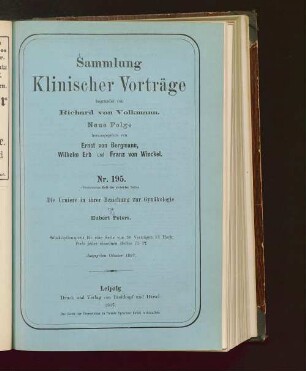 Sammlung
Klinischer Vorträge
begründet von
Richard von Volkmann.
Neue Folge
herausgegeben von
Ernst von Bergmann,
Wilhelm Erb und Franz von Winckel.
Nr. 195.
Die Urniere in ihrer Beziehung zur Gynäkologie
von
Hubert Peters.
Ausgegeben Oktober 1897.
Leipzig
Druck und Verlag von Breitkopf und Härtel
1897.